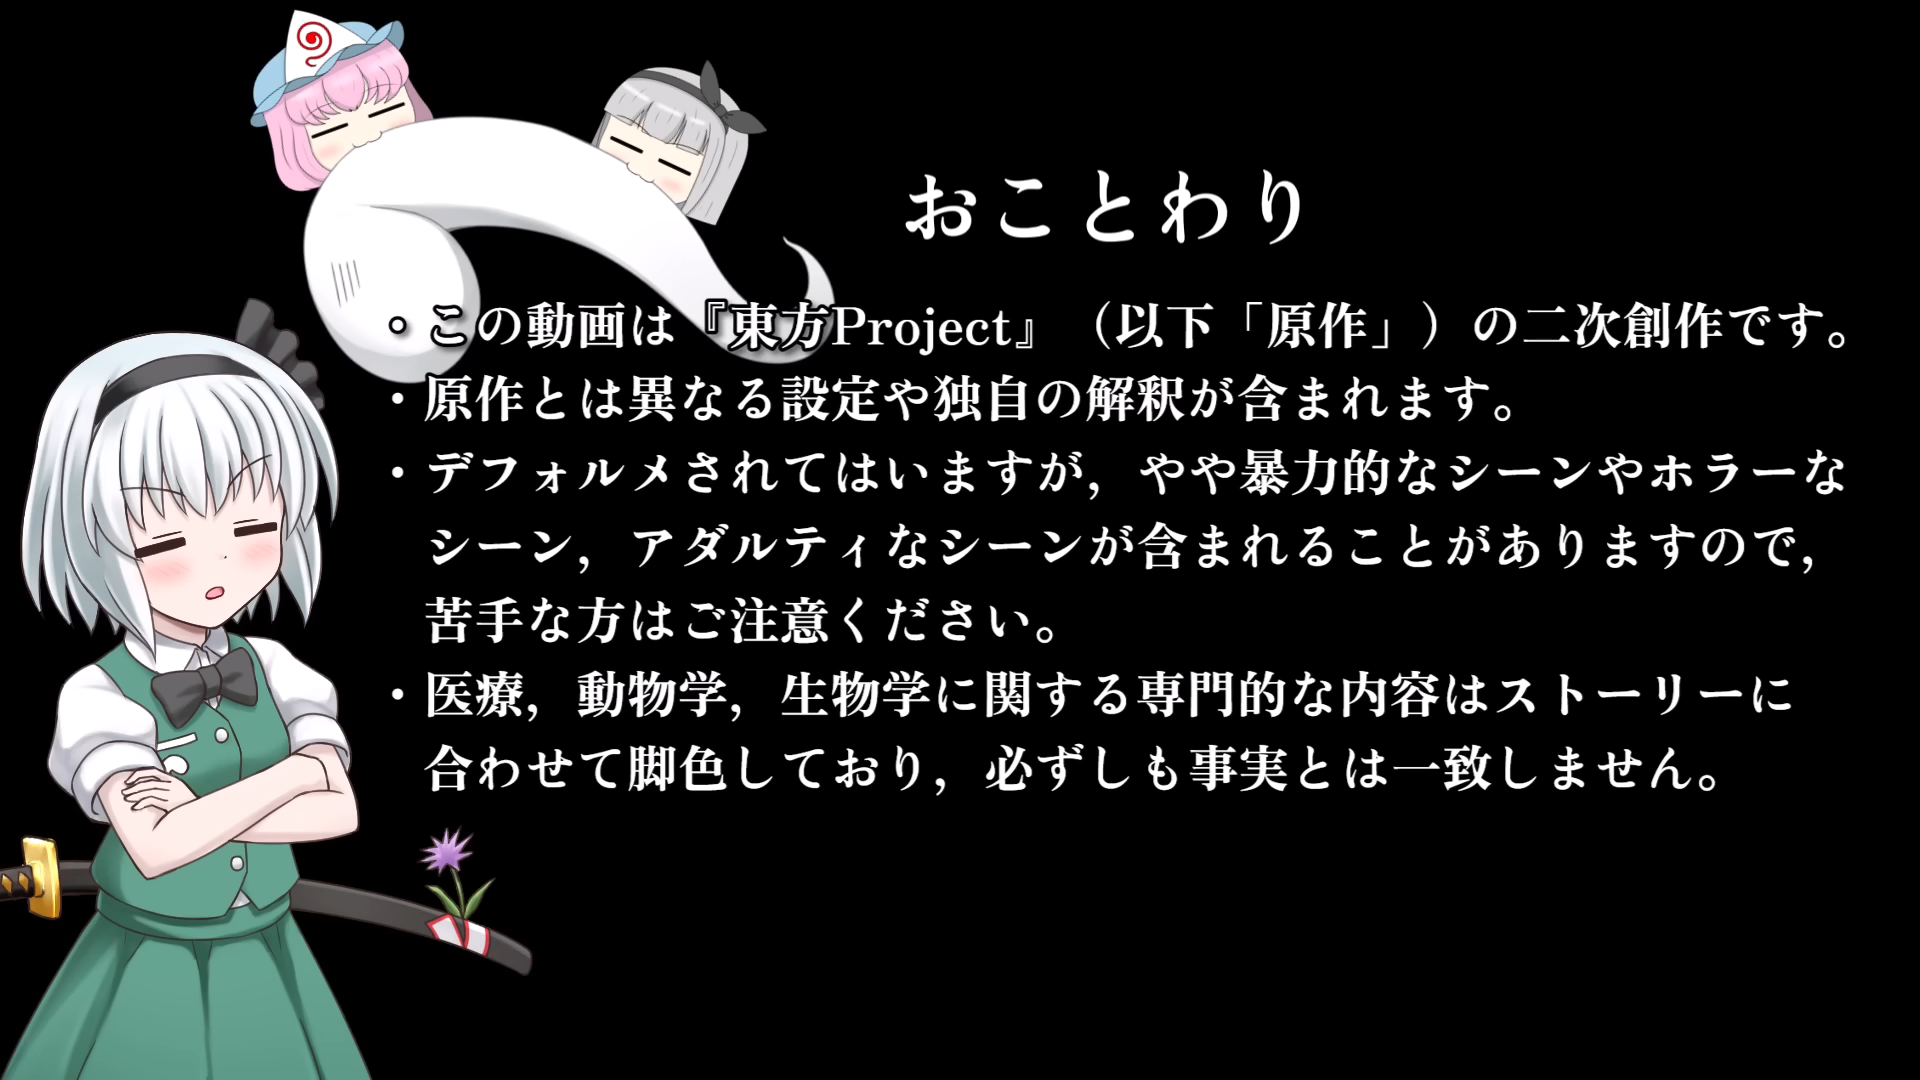 おことわり
・この動画は『東方Project』（以下「原作」）の二次創作です。
・原作とは異なる設定や独自の解釈が含まれます。
・デフォルメされてはいますが，やや暴力的なシーンやホラーな
シーン，アダルティなシーンが含まれることがありますので，
苦手な方はご注意ください。
・医療，動物学，生物学に関する専門的な内容はストーリーに
合わせて脚色しており，必ずしも事実とは一致しません。